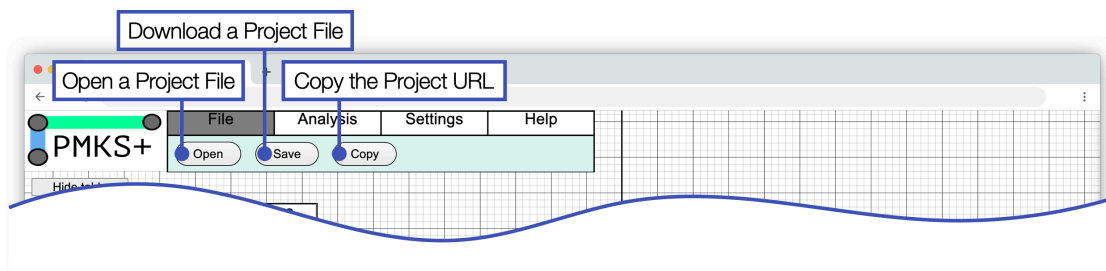 Download a Project File
Open a Project File
Copy the Project URL
File Analysis Settings Help
PMKS+
Open Save Copy